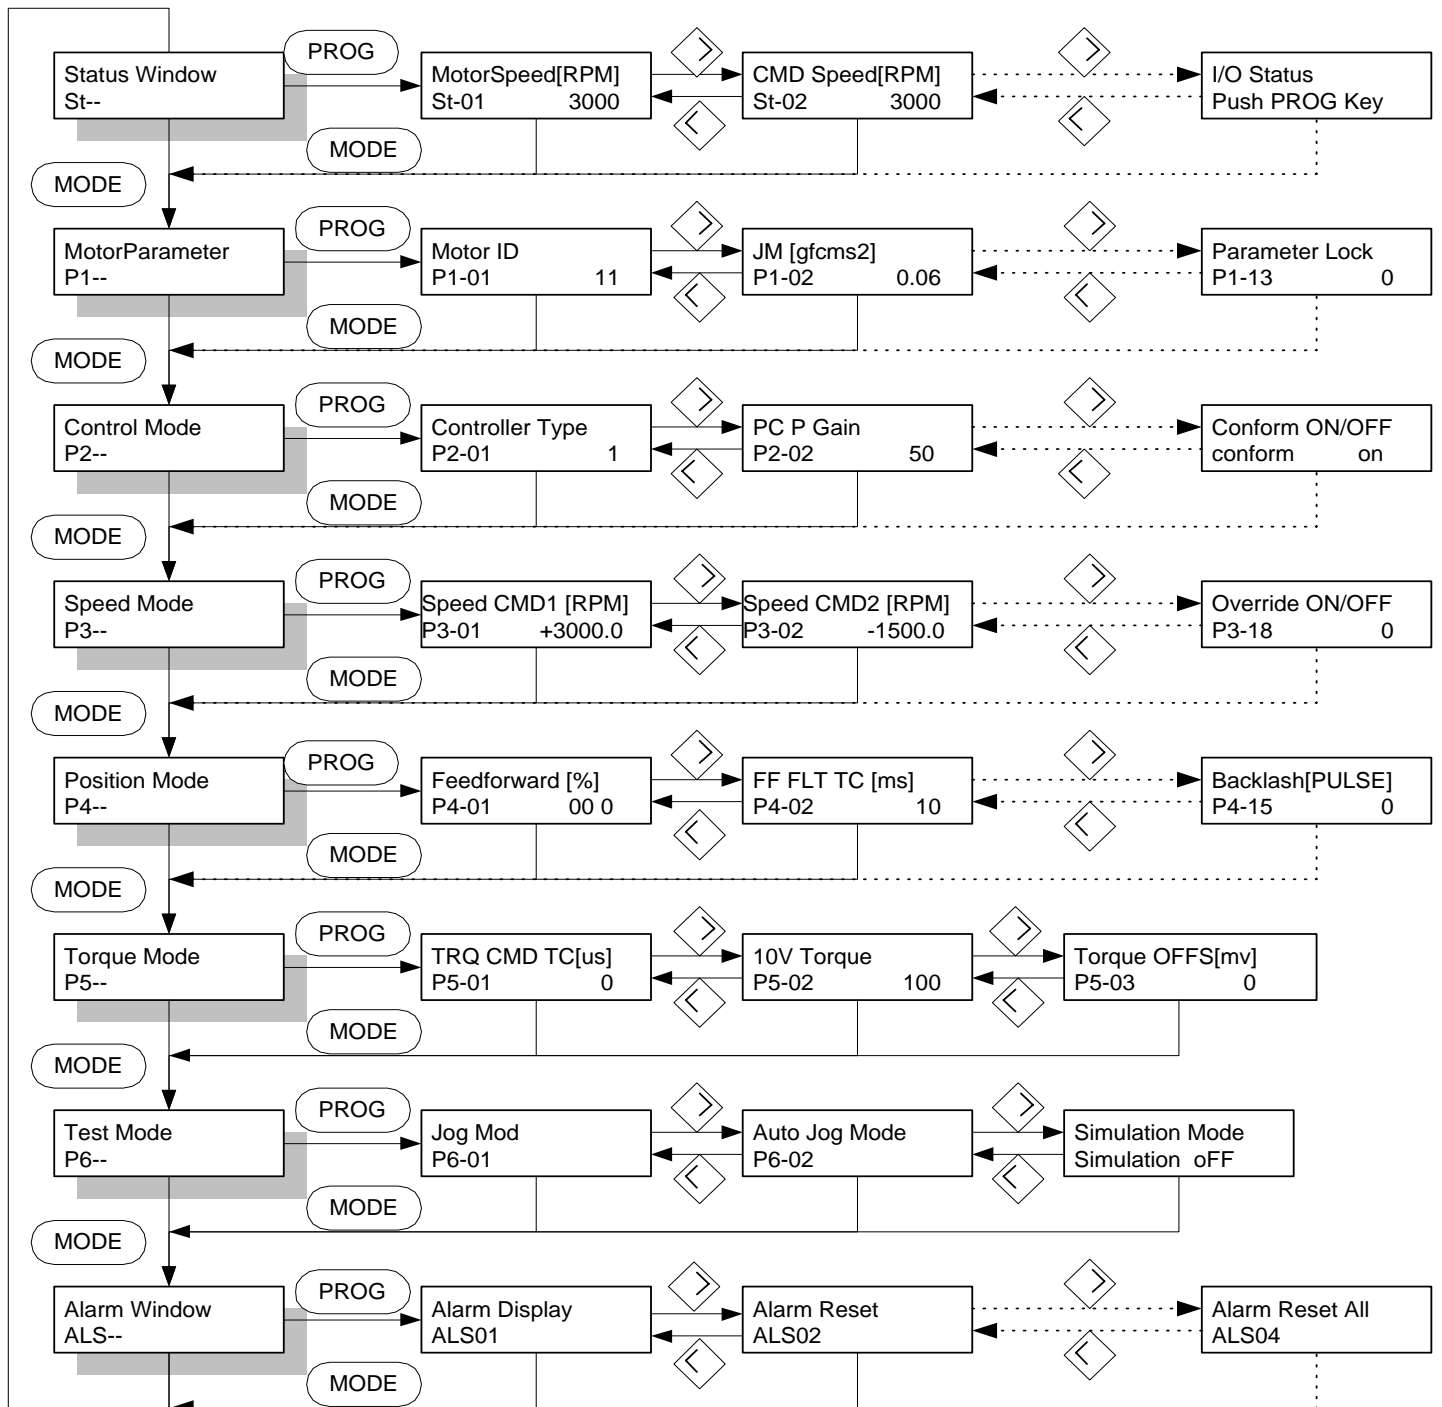 PROG
Status Window
St--
MotorSpeed[RPM]
St-01 3000
CMD Speed[RPM]
St-02 3000
I/O Status
Push PROG Key
MODE
MODE
PROG
MotorParameter
P1--
Motor ID
P1-01 11
JM [gfcms2]
P1-02 0.06
Parameter Lock
P1-13 0
MODE
MODE
PROG
Control Mode
P2--
Controller Type
P2-01 1
PC P Gain
P2-02 50
Conform ON/OFF
conform on
MODE
MODE
PROG
Speed Mode
P3--
Speed CMD1 [RPM]
P3-01 +3000.0
Speed CMD2 [RPM]
P3-02 -1500.0
Override ON/OFF
P3-18 0
MODE
MODE
PROG
Position Mode
P4--
Feedforward [%]
P4-01 00 0
FF FLT TC [ms]
P4-02 10
Backlash[PULSE]
P4-15 0
MODE
MODE
PROG
Torque Mode
P5--
TRQ CMD TC[us]
P5-01 0
10V Torque
P5-02 100
Torque OFFS[mv]
P5-03 0
MODE
MODE
PROG
Test Mode
P6--
Jog Mod
P6-01
Auto Jog Mode
P6-02
Simulation Mode
Simulation oFF
MODE
MODE
PROG
Alarm Window
ALS--
Alarm Display
ALS01
Alarm Reset
ALS02
Alarm Reset All
ALS04
MODE